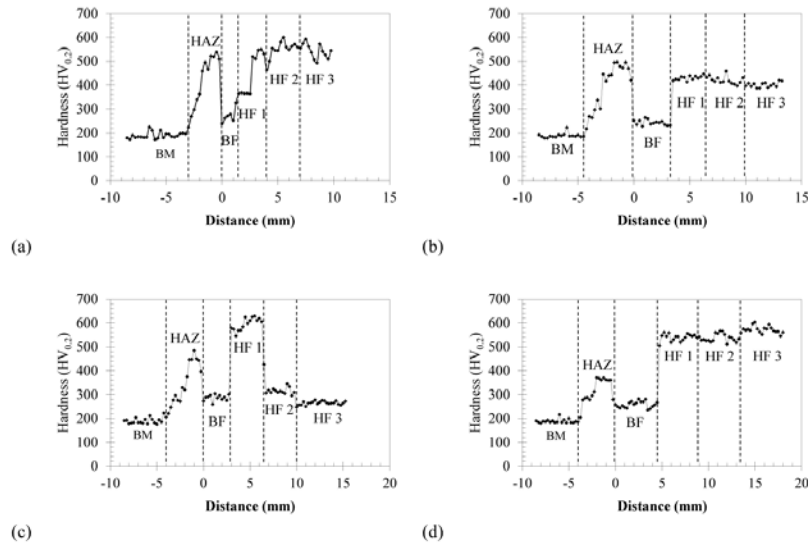 700
600
500
400
300
200
100
0
Hardness (HV0.2)
HAZ
BM
BF
HF 1
HF 2
HF 3
-10 -5 0 5 10 15
Distance (mm)
(a)
700
600
500
400
300
200
100
0
Hardness (HV0.2)
HAZ
BM
BF
HF 1
HF 2
HF 3
-10 -5 0 5 10 15
Distance (mm)
(b)
700
600
500
400
300
200
100
0
Hardness (HV0.2)
HAZ
BM
BF
HF 1
HF 2
HF 3
-10 -5 0 5 10 15 20
Distance (mm)
(c)
700
600
500
400
300
200
100
0
Hardness (HV0.2)
HAZ
BM
BF
HF 1
HF 2
HF 3
-10 -5 0 5 10 15 20
Distance (mm)
(d)